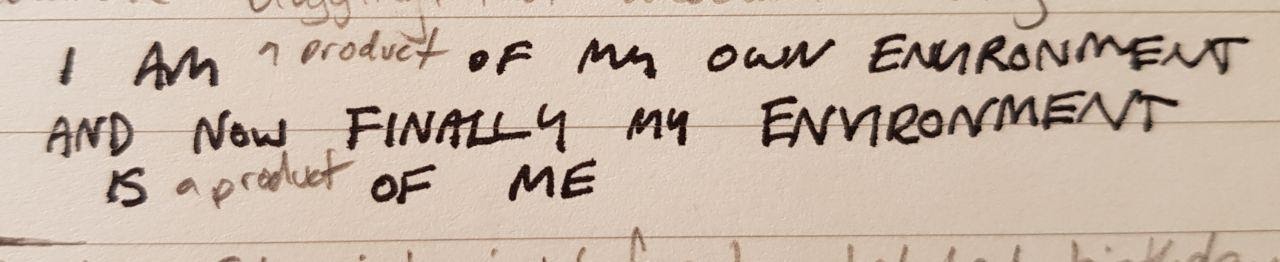 I AM a product OF MY OWN ENVIRONMENT
AND NOW FINALLY MY ENVIRONMENT
IS a product OF ME